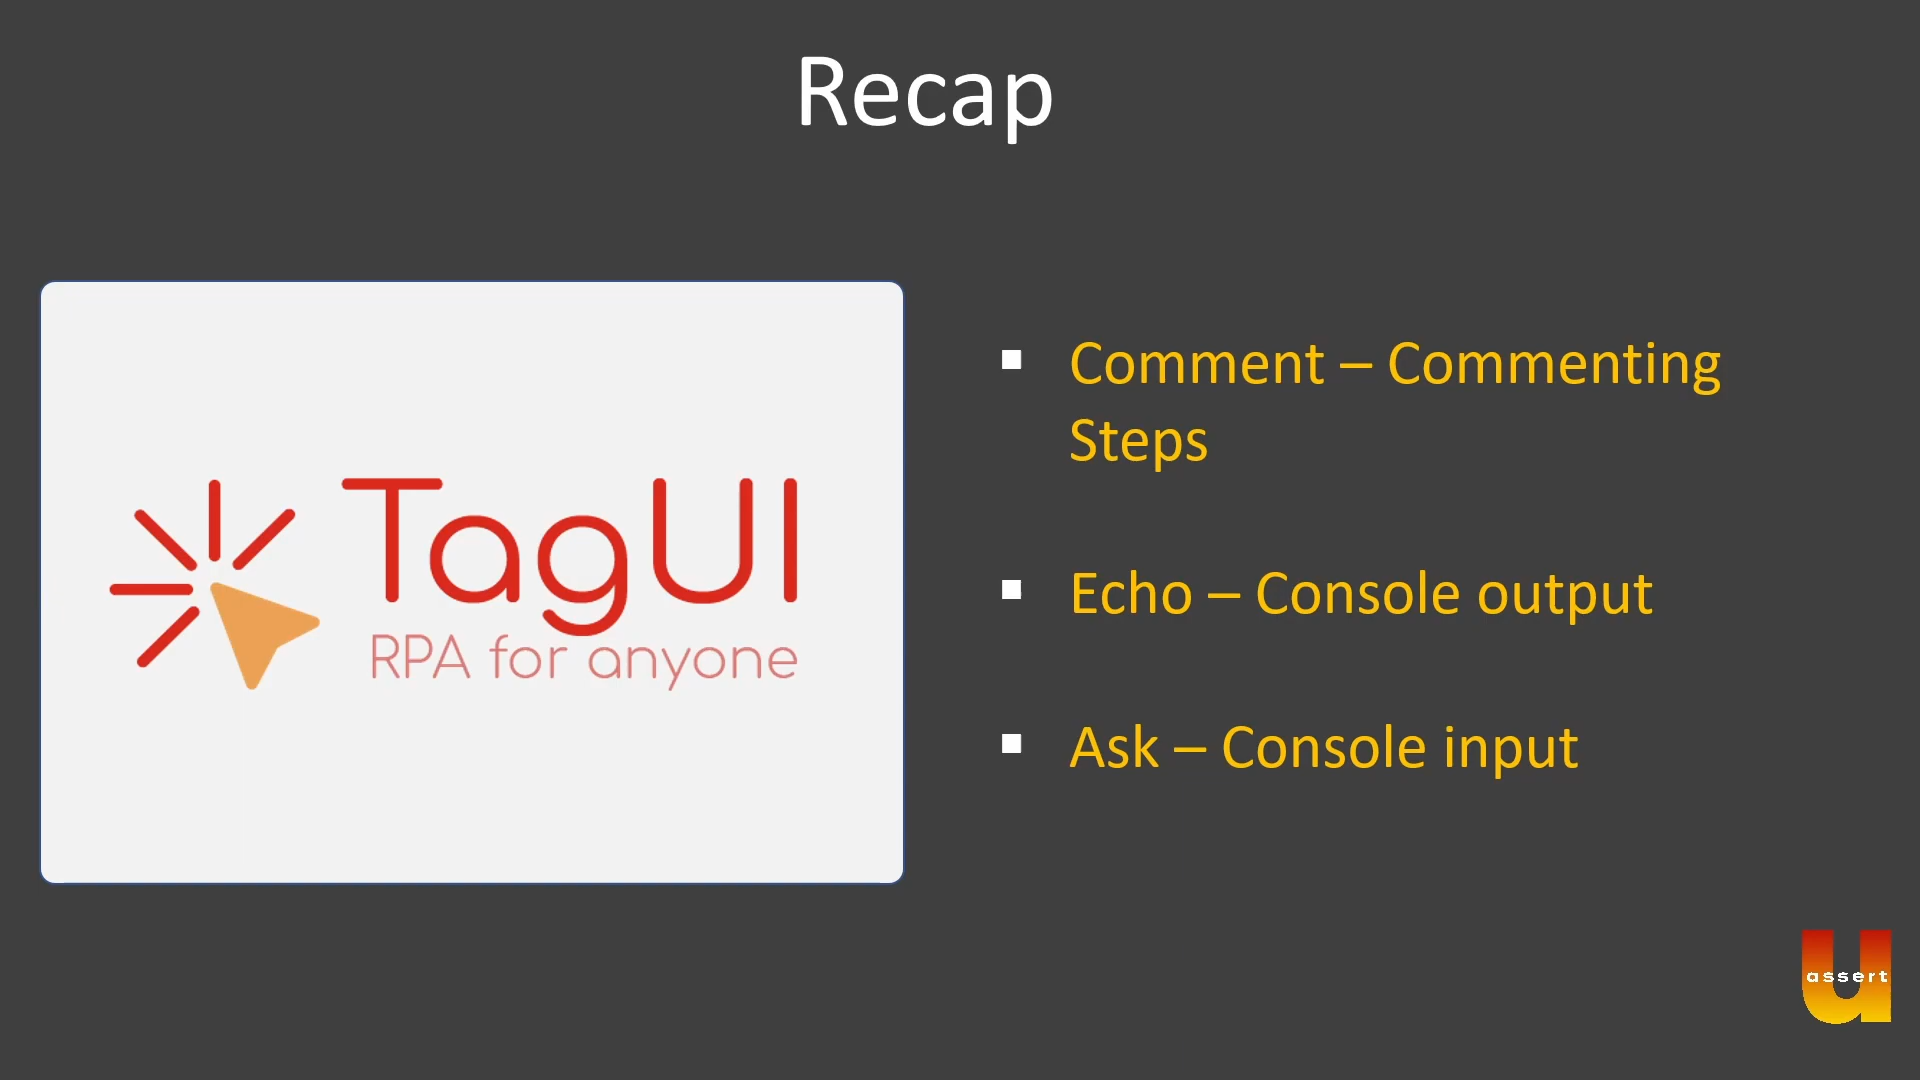 Recap
TagUI
RPA for anyone
Comment – Commenting
Steps
Echo – Console output
Ask – Console input
u
assert